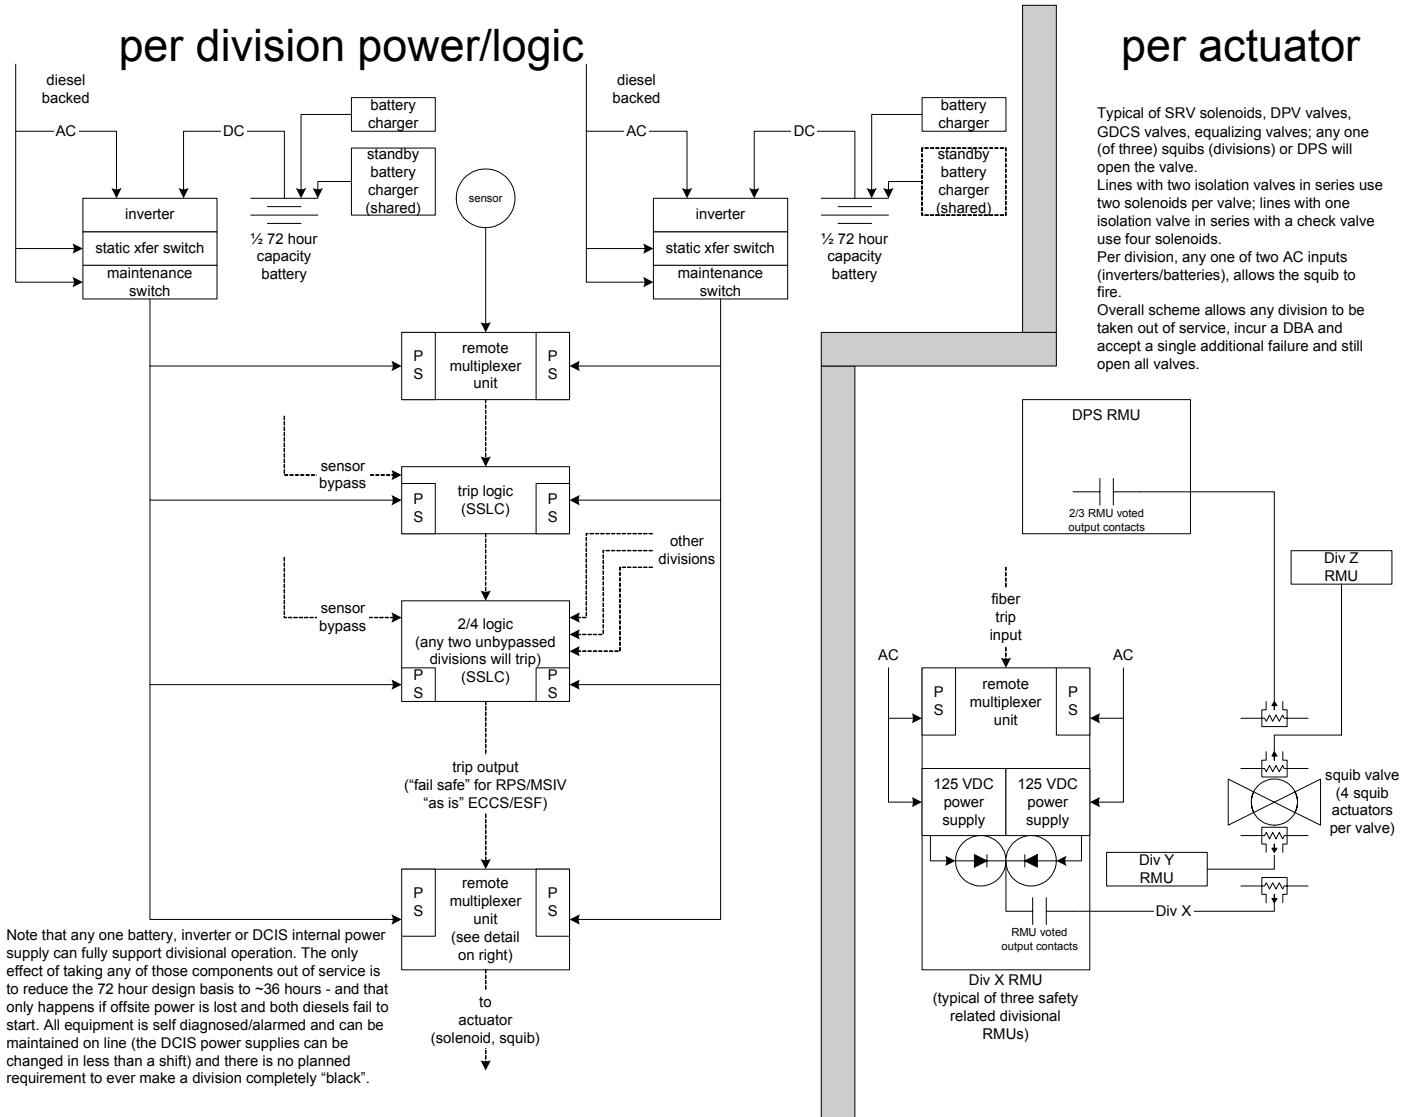 per division power/logic
per actuator
diesel
backed
AC
DC
battery
charger
standby
battery
charger
(shared)
inverter
static xfer switch
maintenance
switch
½ 72 hour
capacity
battery
sensor
diesel
backed
AC
DC
battery
charger
standby
battery
charger
(shared)
inverter
static xfer switch
maintenance
switch
½ 72 hour
capacity
battery
P
S
remote
multiplexer
unit
P
S
sensor
bypass
P
S
trip logic
(SSLC)
P
S
other
divisions
sensor
bypass
2/4 logic
(any two unbypassed
divisions will trip)
(SSLC)
P
S
P
S
trip output
(“fail safe” for RPS/MSIV
“as is” ECCS/ESF)
P
S
remote
multiplexer
unit
(see detail
on right)
P
S
to
actuator
(solenoid, squib)
Note that any one battery, inverter or DCIS internal power
supply can fully support divisional operation. The only
effect of taking any of those components out of service is
to reduce the 72 hour design basis to ~36 hours - and that
only happens if offsite power is lost and both diesels fail to
start. All equipment is self diagnosed/alarmed and can be
maintained on line (the DCIS power supplies can be
changed in less than a shift) and there is no planned
requirement to ever make a division completely “black”.
Typical of SRV solenoids, DPV valves,
GDCS valves, equalizing valves; any one
(of three) squibs (divisions) or DPS will
open the valve.
Lines with two isolation valves in series use
two solenoids per valve; lines with one
isolation valve in series with a check valve
use four solenoids.
Per division, any one of two AC inputs
(inverters/batteries), allows the squib to
fire.
Overall scheme allows any division to be
taken out of service, incur a DBA and
accept a single additional failure and still
open all valves.
DPS RMU
2/3 RMU voted
output contacts
Div Z
RMU
fiber
trip
input
AC
AC
P
S
remote
multiplexer
unit
P
S
125 VDC
power
supply
125 VDC
power
supply
squib valve
(4 squib
actuators
per valve)
Div Y
RMU
Div X
RMU voted
output contacts
Div X RMU
(typical of three safety
related divisional
RMUs)